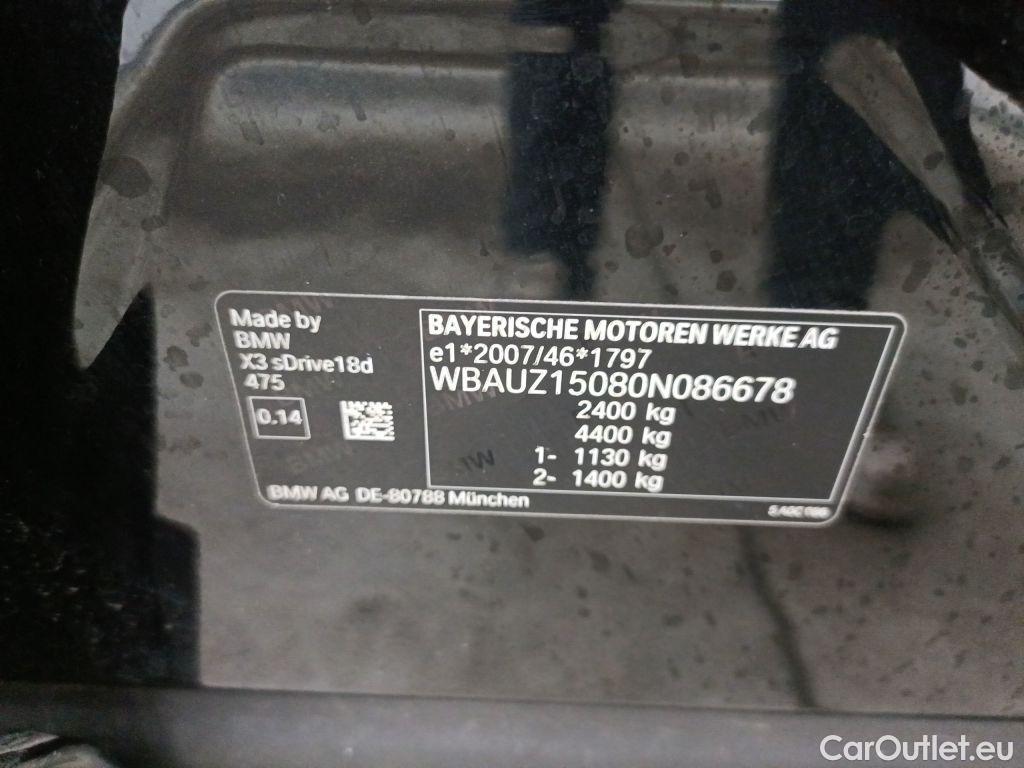 Made by
BMW
X3 sDrive18d
475
0.14
BMW AG DE-80788 München
BAYERISCHE MOTOREN WERKE AG
e1*2007/46*1797
WBAUZ15080N086678
2400 kg
4400 kg
1- 1130 kg
2- 1400 kg
CarOutlet.eu